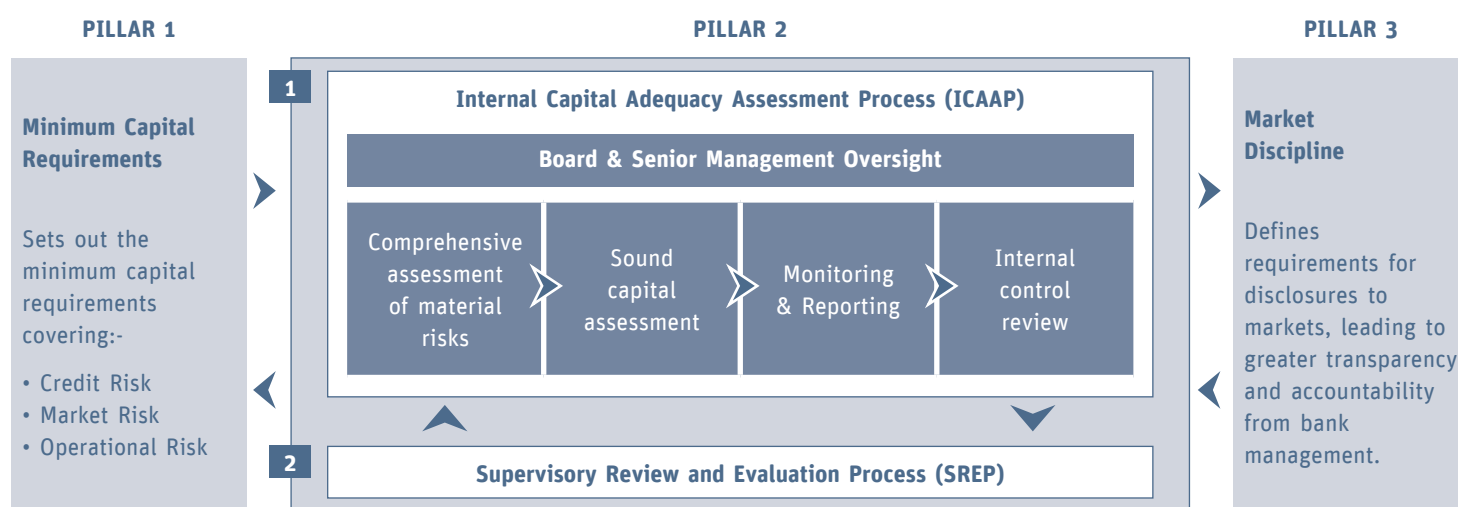 PILLAR 1
PILLAR 2
PILLAR 3
Minimum Capital
Requirements
Sets out the
minimum capital
requirements
covering:-
• Credit Risk
• Market Risk
• Operational Risk
1
Internal Capital Adequacy Assessment Process (ICAAP)
Board & Senior Management Oversight
Comprehensive
assessment
of material
risks
Sound
capital
assessment
Monitoring
& Reporting
Internal
control
review
2
Supervisory Review and Evaluation Process (SREP)
Market
Discipline
Defines
requirements for
disclosures to
markets, leading to
greater transparency
and accountability
from bank
management.